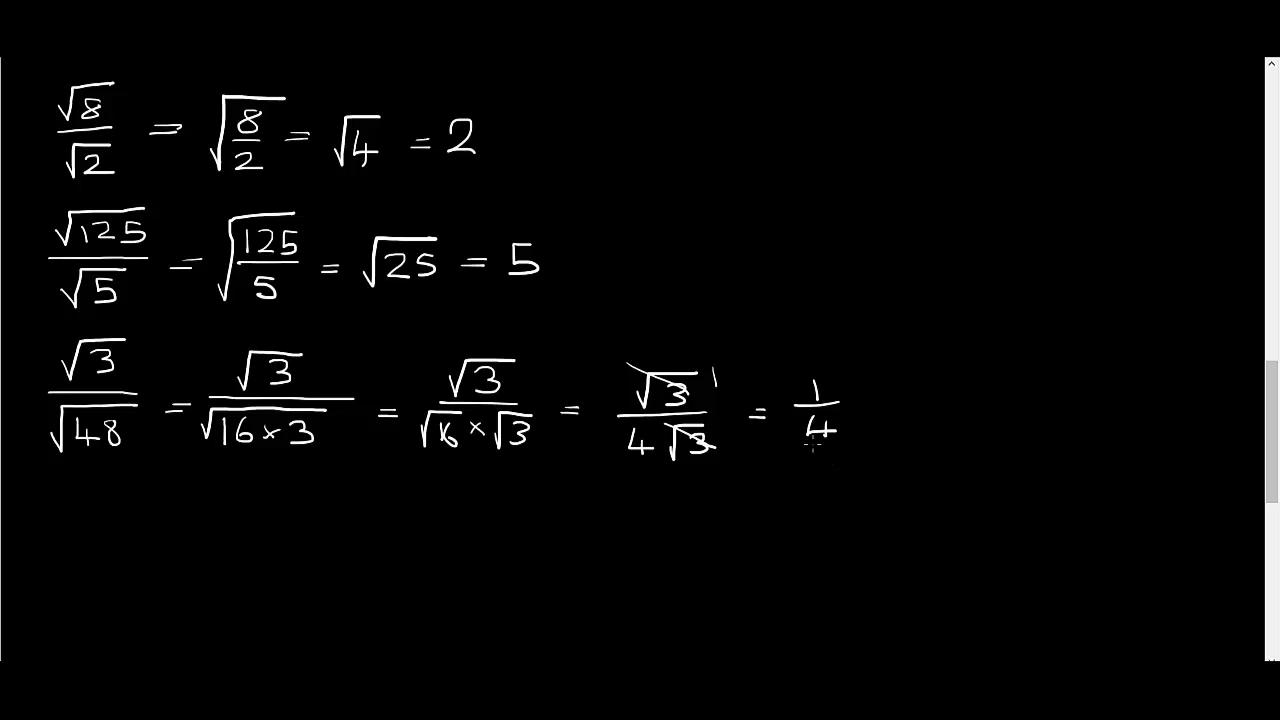 √8/√2 = √(8/2) = √4 = 2
√125/√5 = √(125/5) = √25 = 5
√3/√48 = √3/√(16×3) = √3/(√16×√3) = √3/(4√3) 1 = 1/4